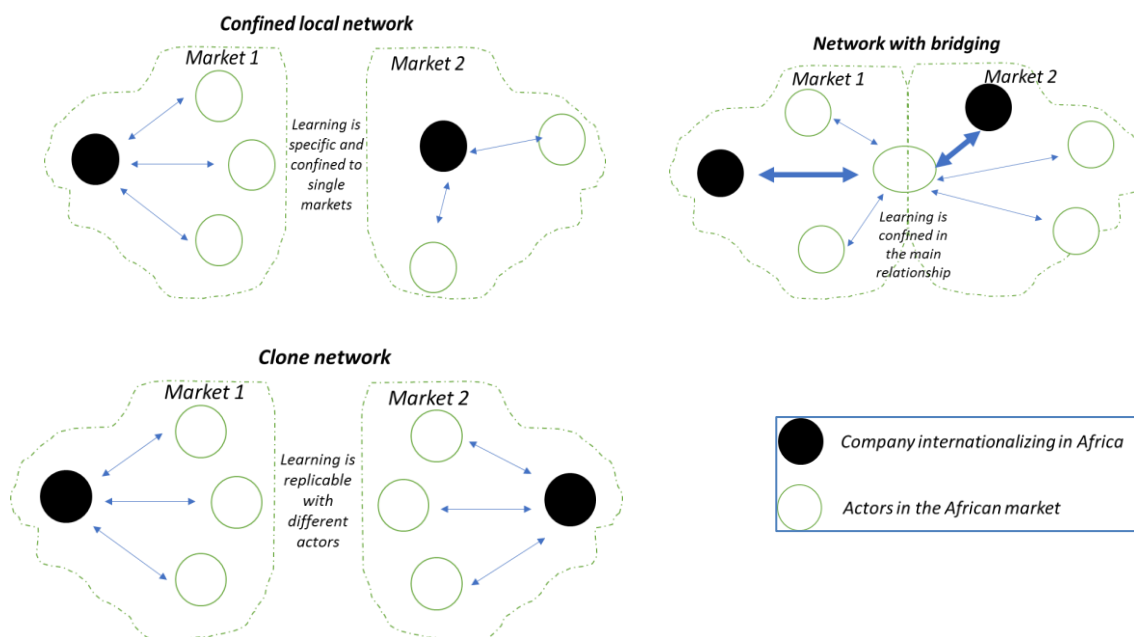 Confined local network
Market 1
Market 2
Learning is
specific and
confined to
single
markets
Network with bridging
Market 1
Market 2
Learning is
confined in
the main
relationship
Clone network
Market 1
Market 2
Learning is
replicable
with
different
actors
Company internationalizing in Africa
Actors in the African market